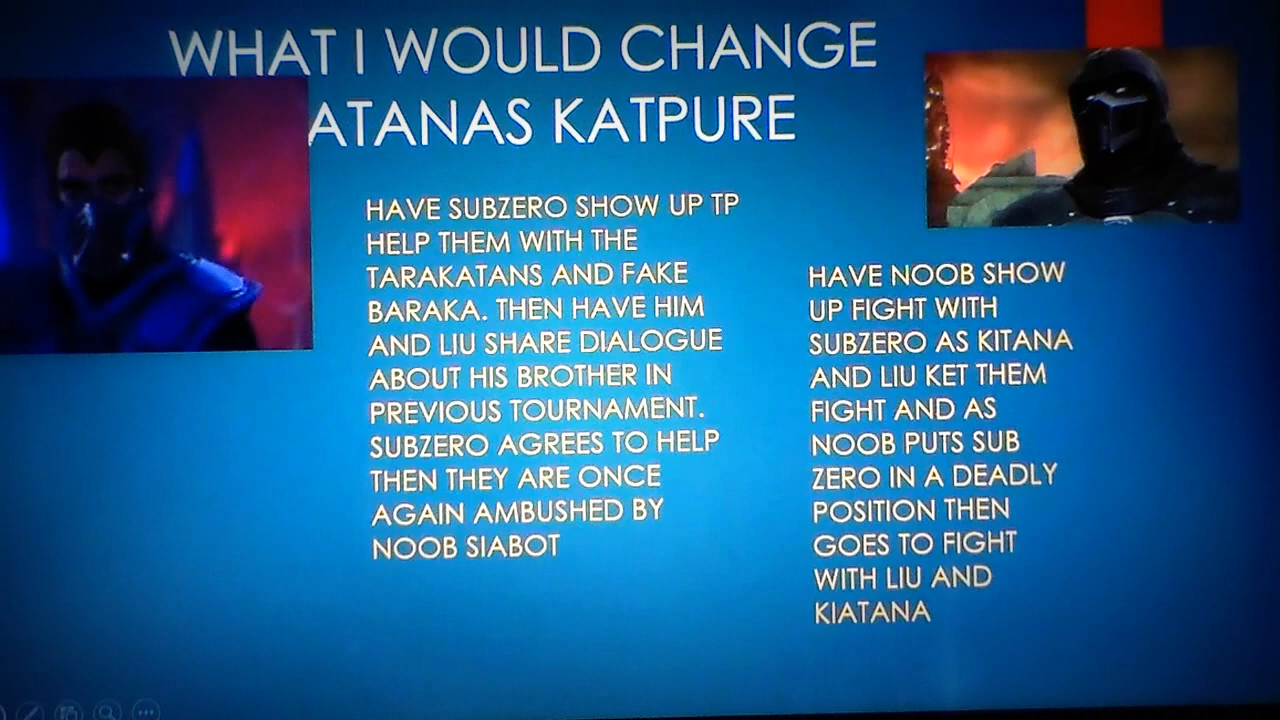 WHAT I WOULD CHANGE
ATANAS KATPURE
HAVE SUBZERO SHOW UP TP
HELP THEM WITH THE
TARAKATANS AND FAKE
BARAKA. THEN HAVE HIM
AND LIU SHARE DIALOGUE
ABOUT HIS BROTHER IN
PREVIOUS TOURNAMENT.
SUBZERO AGREES TO HELP
THEN THEY ARE ONCE
AGAIN AMBUSHED BY
NOOB SIABOT
HAVE NOOB SHOW
UP FIGHT WITH
SUBZERO AS KITANA
AND LIU KET THEM
FIGHT AND AS
NOOB PUTS SUB
ZERO IN A DEADLY
POSITION THEN
GOES TO FIGHT
WITH LIU AND
KIATANA